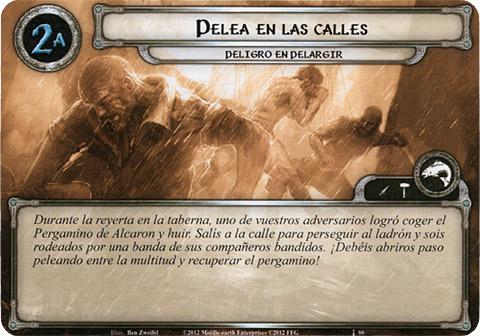 2A
PELEA EN LAS CALLES
PELIGRO EN PELARGIR
Durante la reyerta en la taberna, uno de vuestros adversarios logró coger el
Pergamino de Alcaron y huir. Salís a la calle para perseguir al ladrón y sois
rodeados por una banda de sus compañeros bandidos. ¡Debéis abriros paso
peleando entre la multitud y recuperar el pergamino!
Illus. Ben Zweifel ©2012 Middle-earth Enterprises ©2012 FFG 66